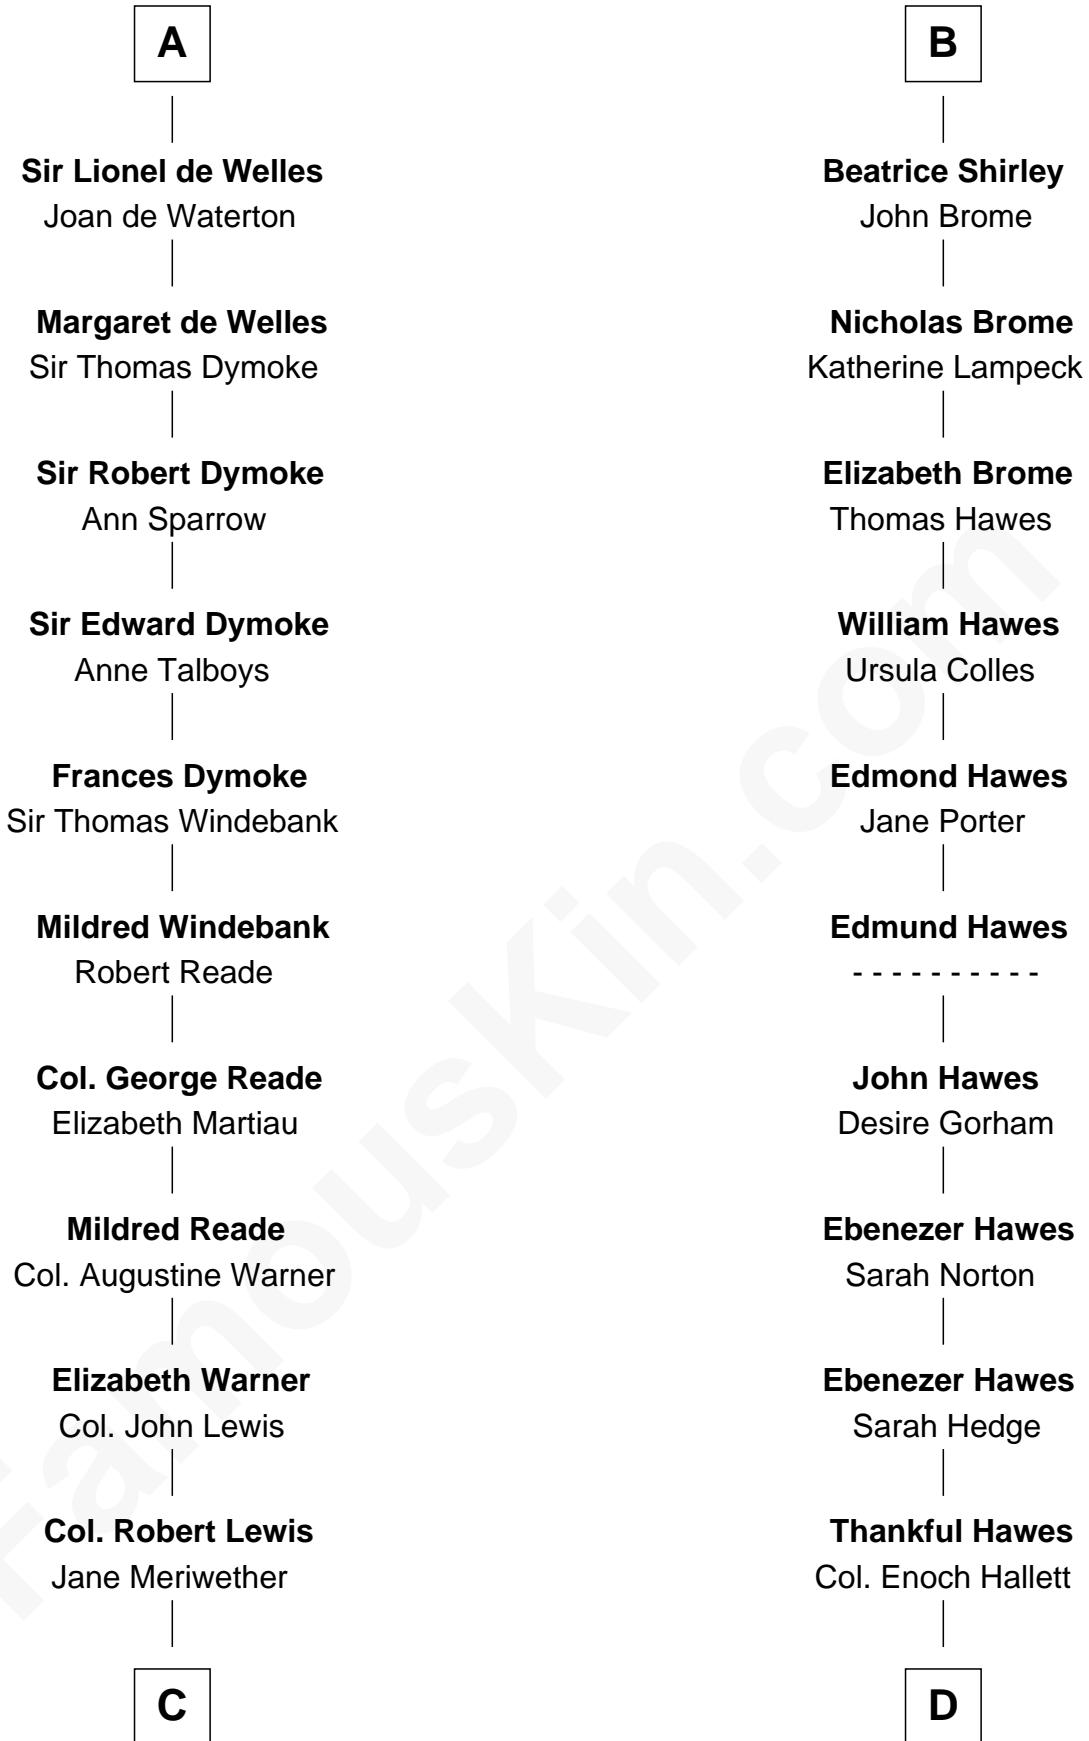 A
Sir Lionel de Welles
Joan de Waterton
Margaret de Welles
Sir Thomas Dymoke
Sir Robert Dymoke
Ann Sparrow
Sir Edward Dymoke
Anne Talboys
Frances Dymoke
Sir Thomas Windebank
Mildred Windebank
Robert Reade
Col. George Reade
Elizabeth Martiau
Mildred Reade
Col. Augustine Warner
Elizabeth Warner
Col. John Lewis
Col. Robert Lewis
Jane Meriwether
C
B
Beatrice Shirley
John Brome
Nicholas Brome
Katherine Lampeck
Elizabeth Brome
Thomas Hawes
William Hawes
Ursula Colles
Edmond Hawes
Jane Porter
Edmund Hawes
- - - - - - - - - -
John Hawes
Desire Gorham
Ebenezer Hawes
Sarah Norton
Ebenezer Hawes
Sarah Hedge
Thankful Hawes
Col. Enoch Hallett
D
FamousKin.com